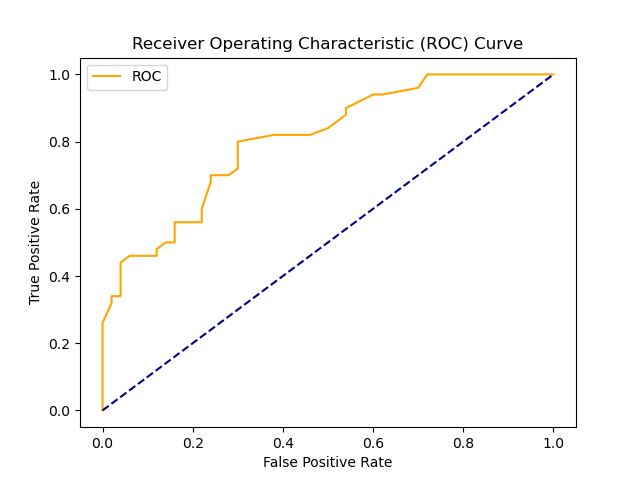 Receiver Operating Characteristic (ROC) Curve
ROC
1.0
0.8
0.6
0.4
0.2
0.0
True Positive Rate
0.0 0.2 0.4 0.6 0.8 1.0
False Positive Rate